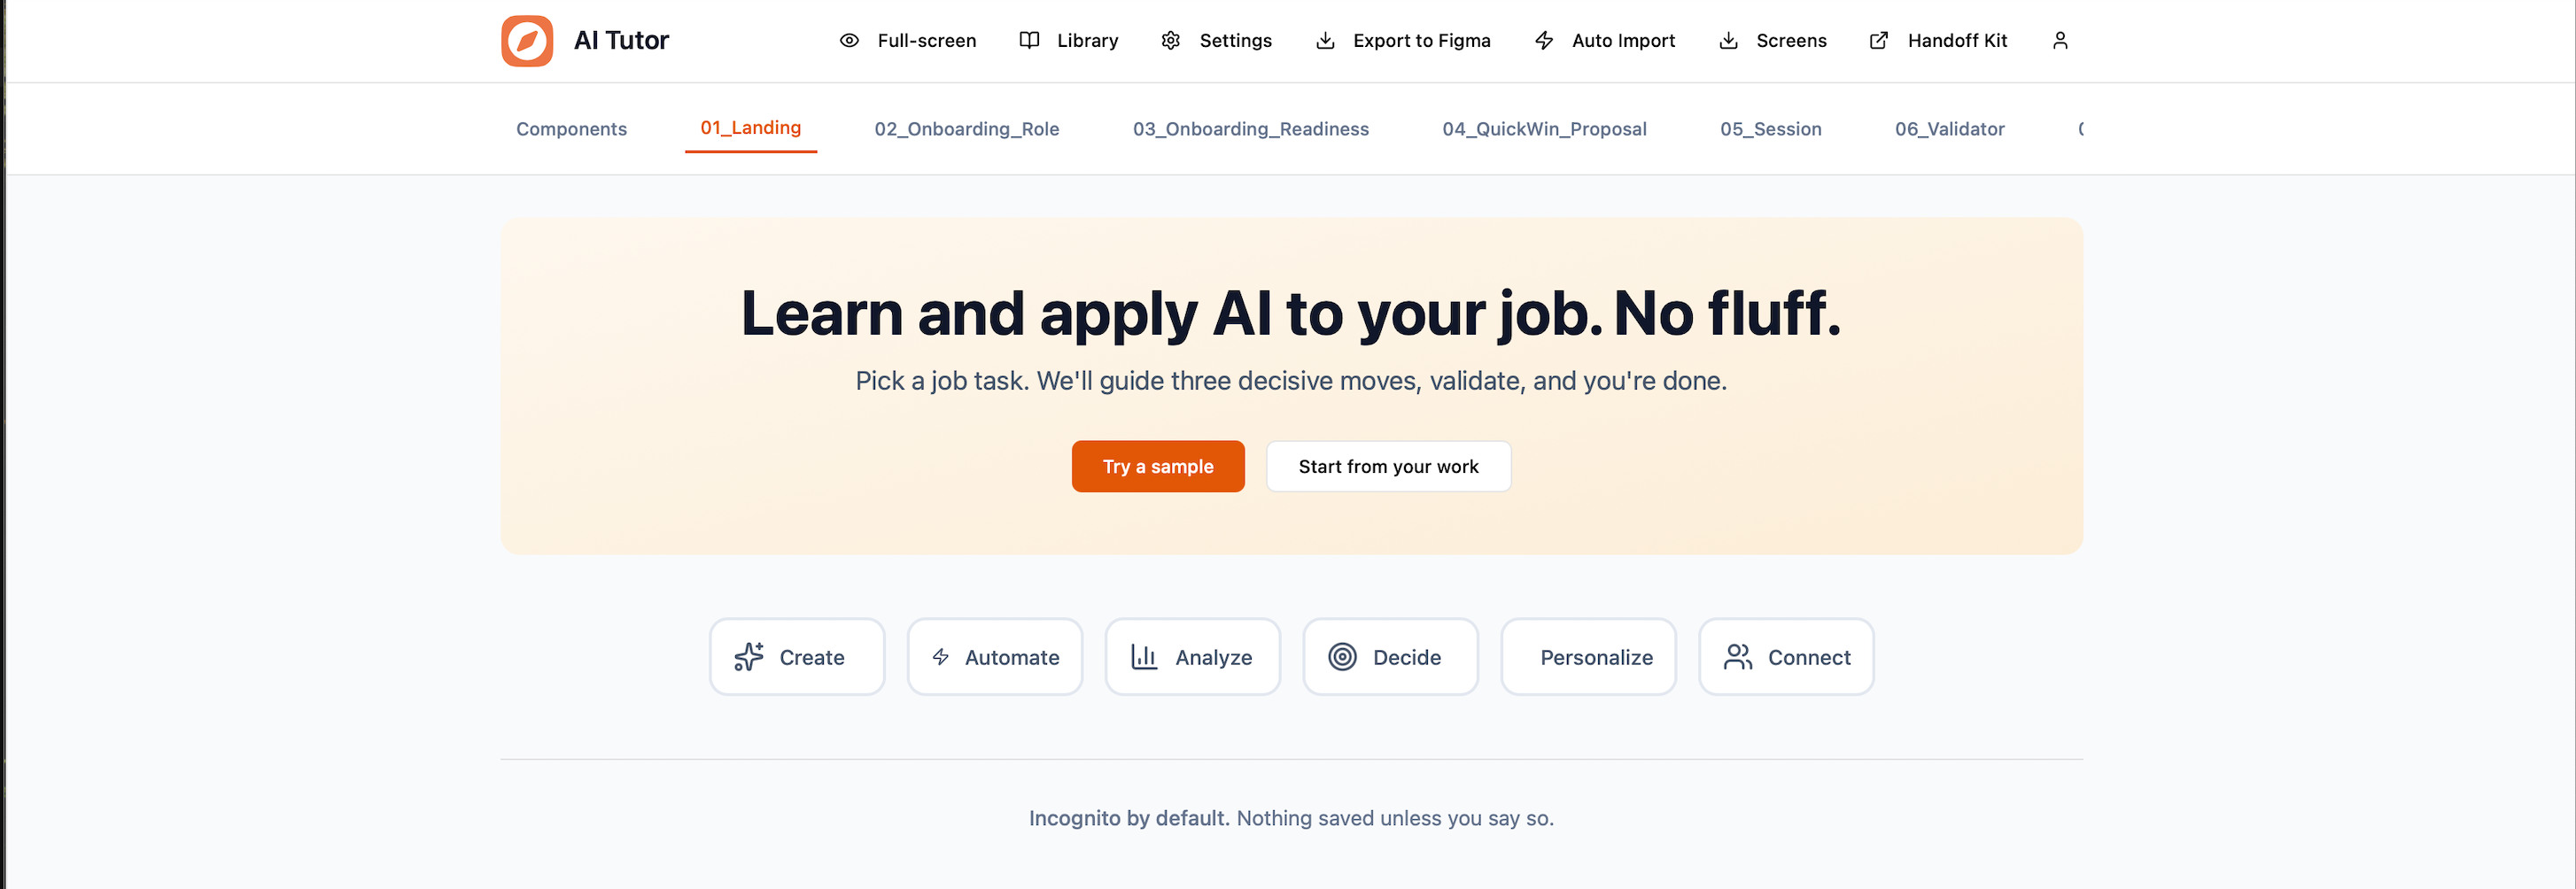 AI Tutor
Full-screen
Library
Settings
Export to Figma
Auto Import
Screens
Handoff Kit
Components
01_Landing
02_Onboarding_Role
03_Onboarding_Readiness
04_QuickWin_Proposal
05_Session
06_Validator
Learn and apply AI to your job. No fluff.
Pick a job task. We'll guide three decisive moves, validate, and you're done.
Try a sample
Start from your work
Create
Automate
Analyze
Decide
Personalize
Connect
Incognito by default. Nothing saved unless you say so.